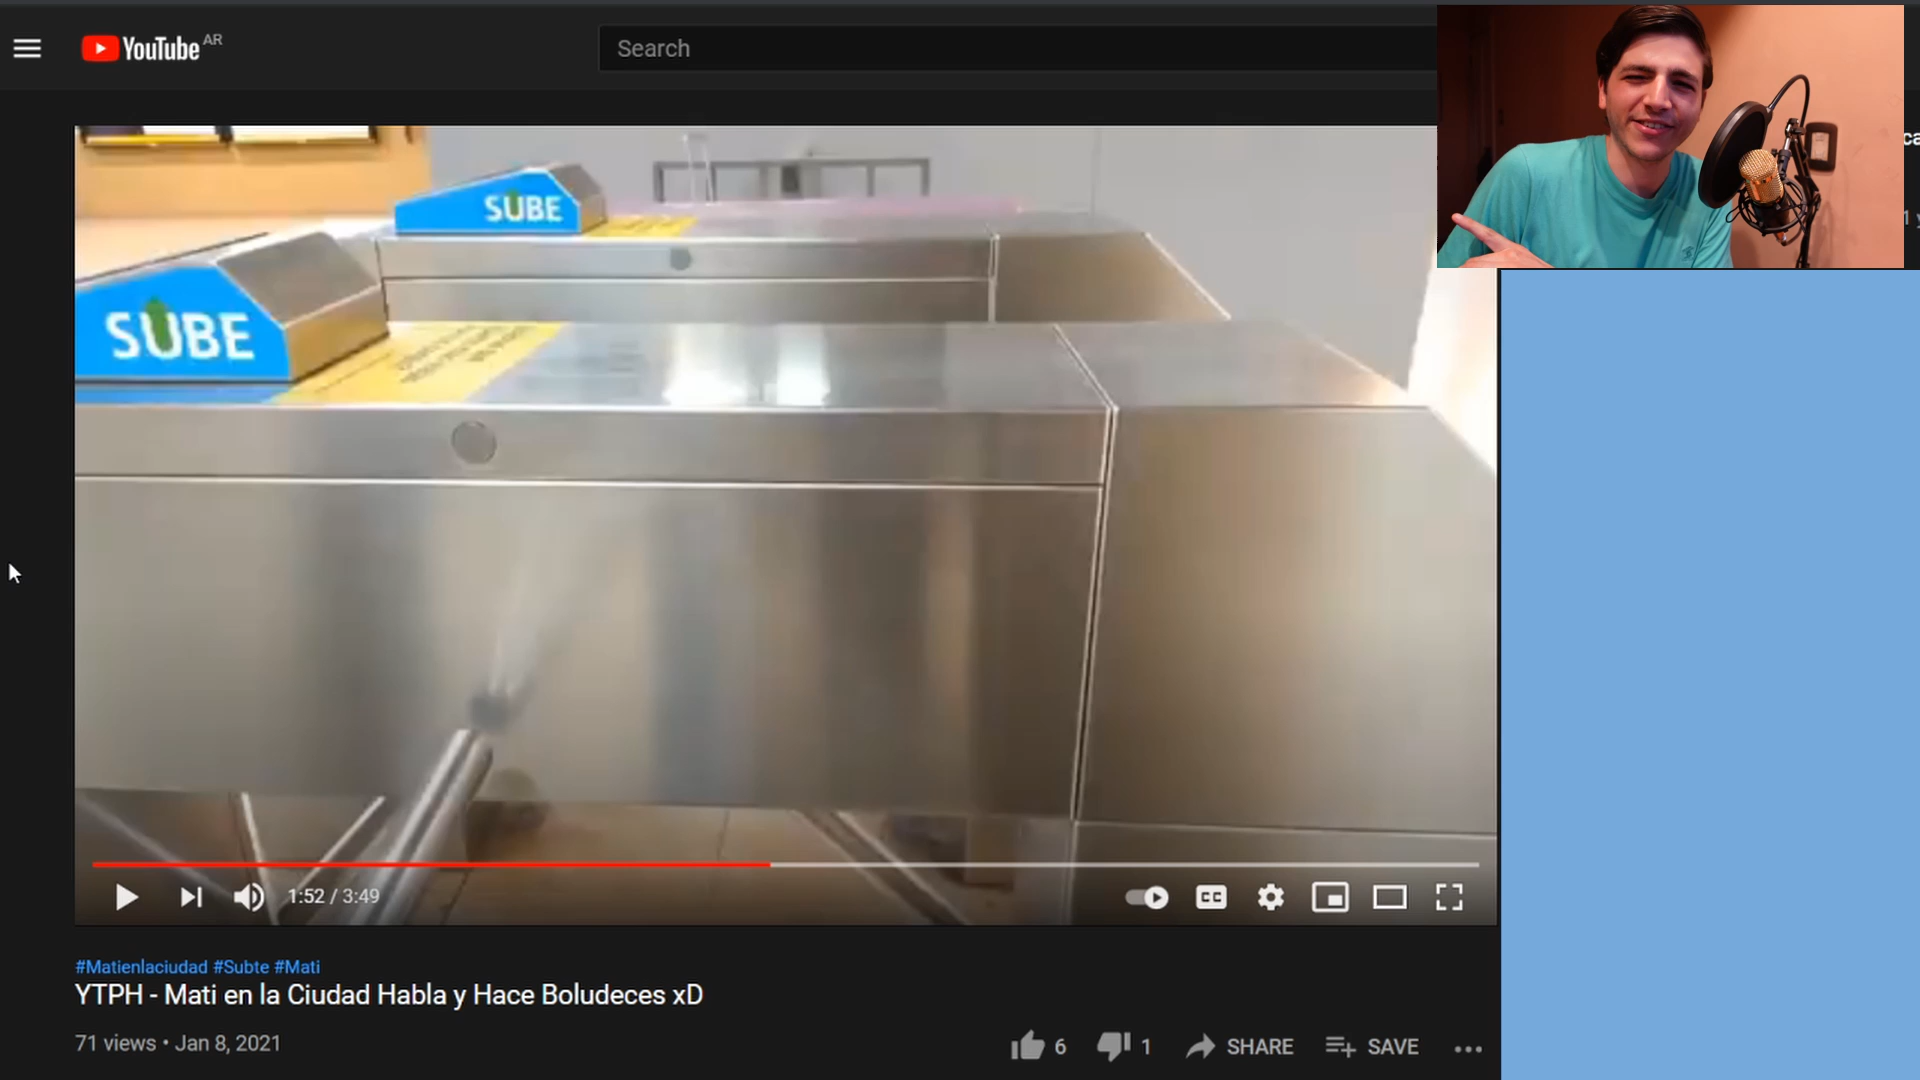 YouTube AR
Search
SUBE
SUBE
1:52 / 3:49
CC
#Matienlaciudad #Subte #Mati
YTPH - Mati en la Ciudad Habla y Hace Boludeces xD
71 views • Jan 8, 2021
6
1
SHARE
SAVE